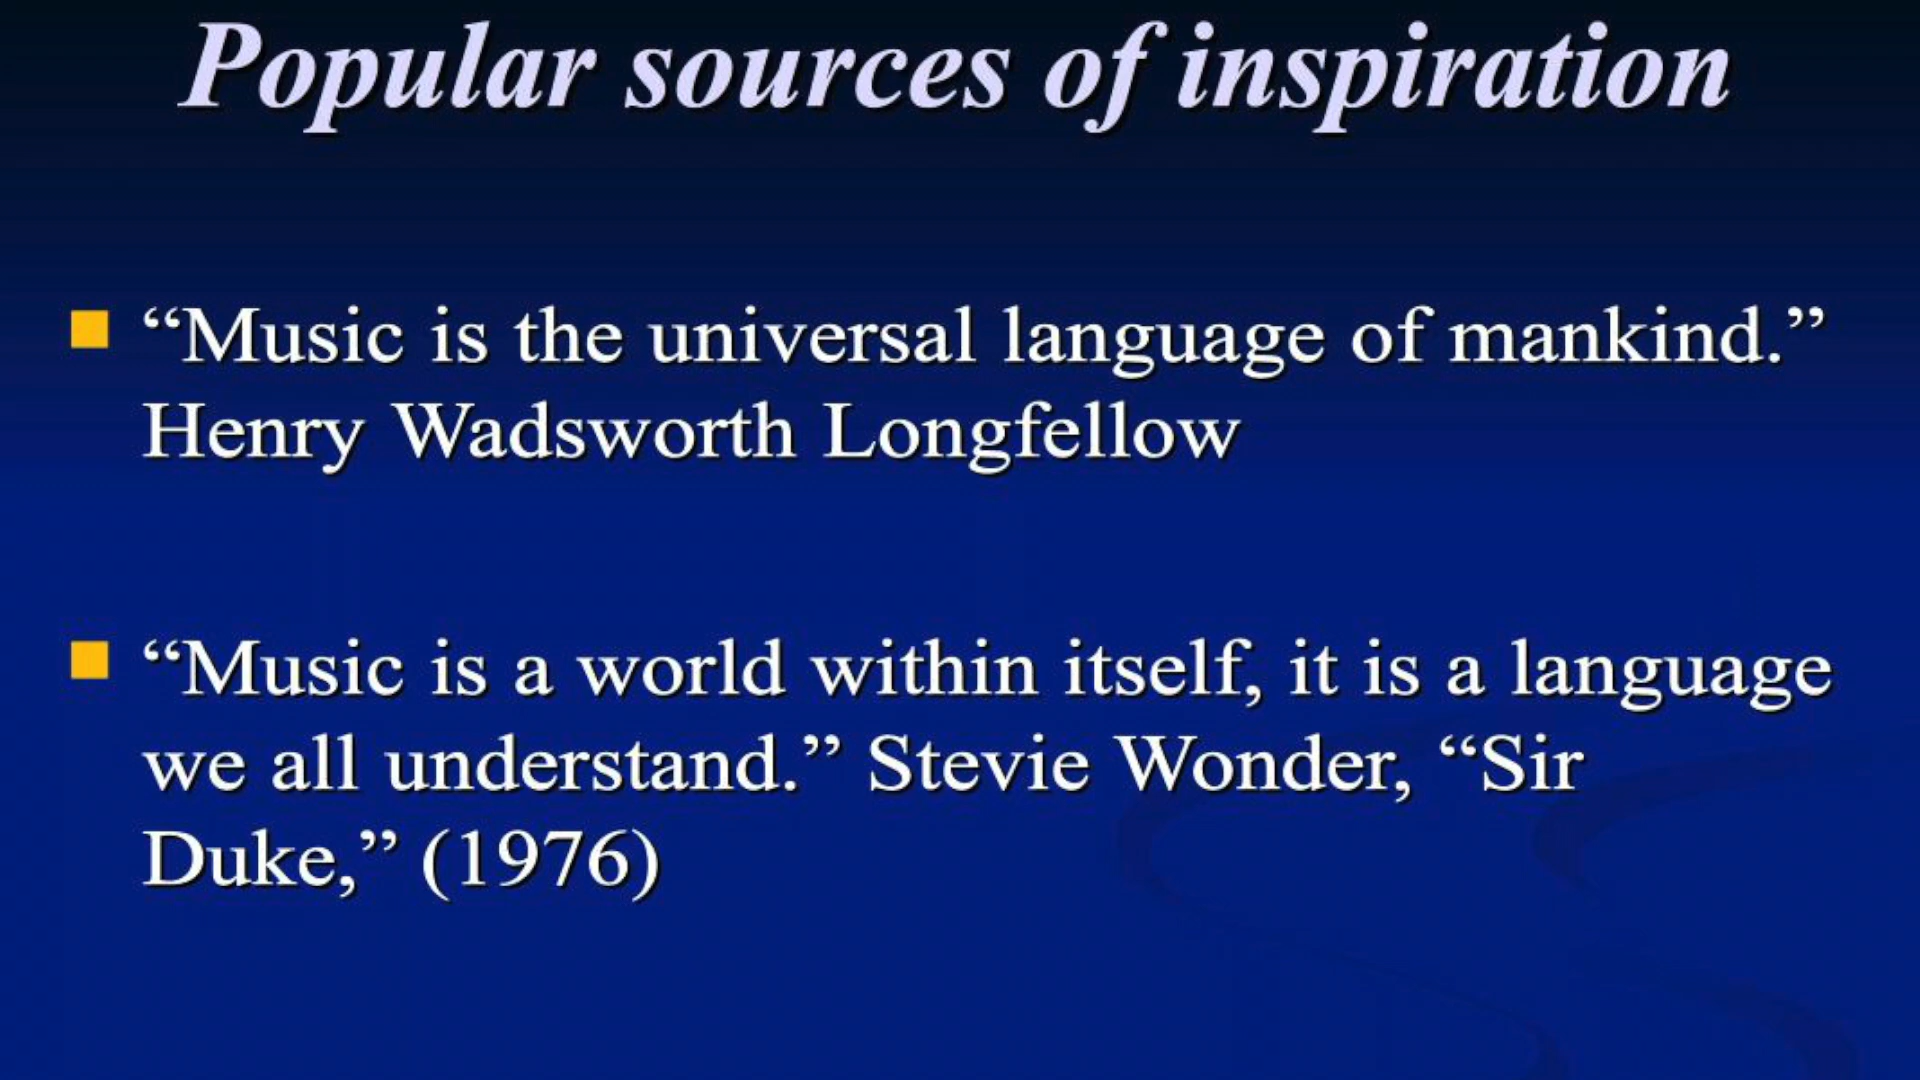 Popular sources of inspiration
“Music is the universal language of mankind.”
Henry Wadsworth Longfellow
“Music is a world within itself, it is a language
we all understand.” Stevie Wonder, “Sir
Duke,” (1976)